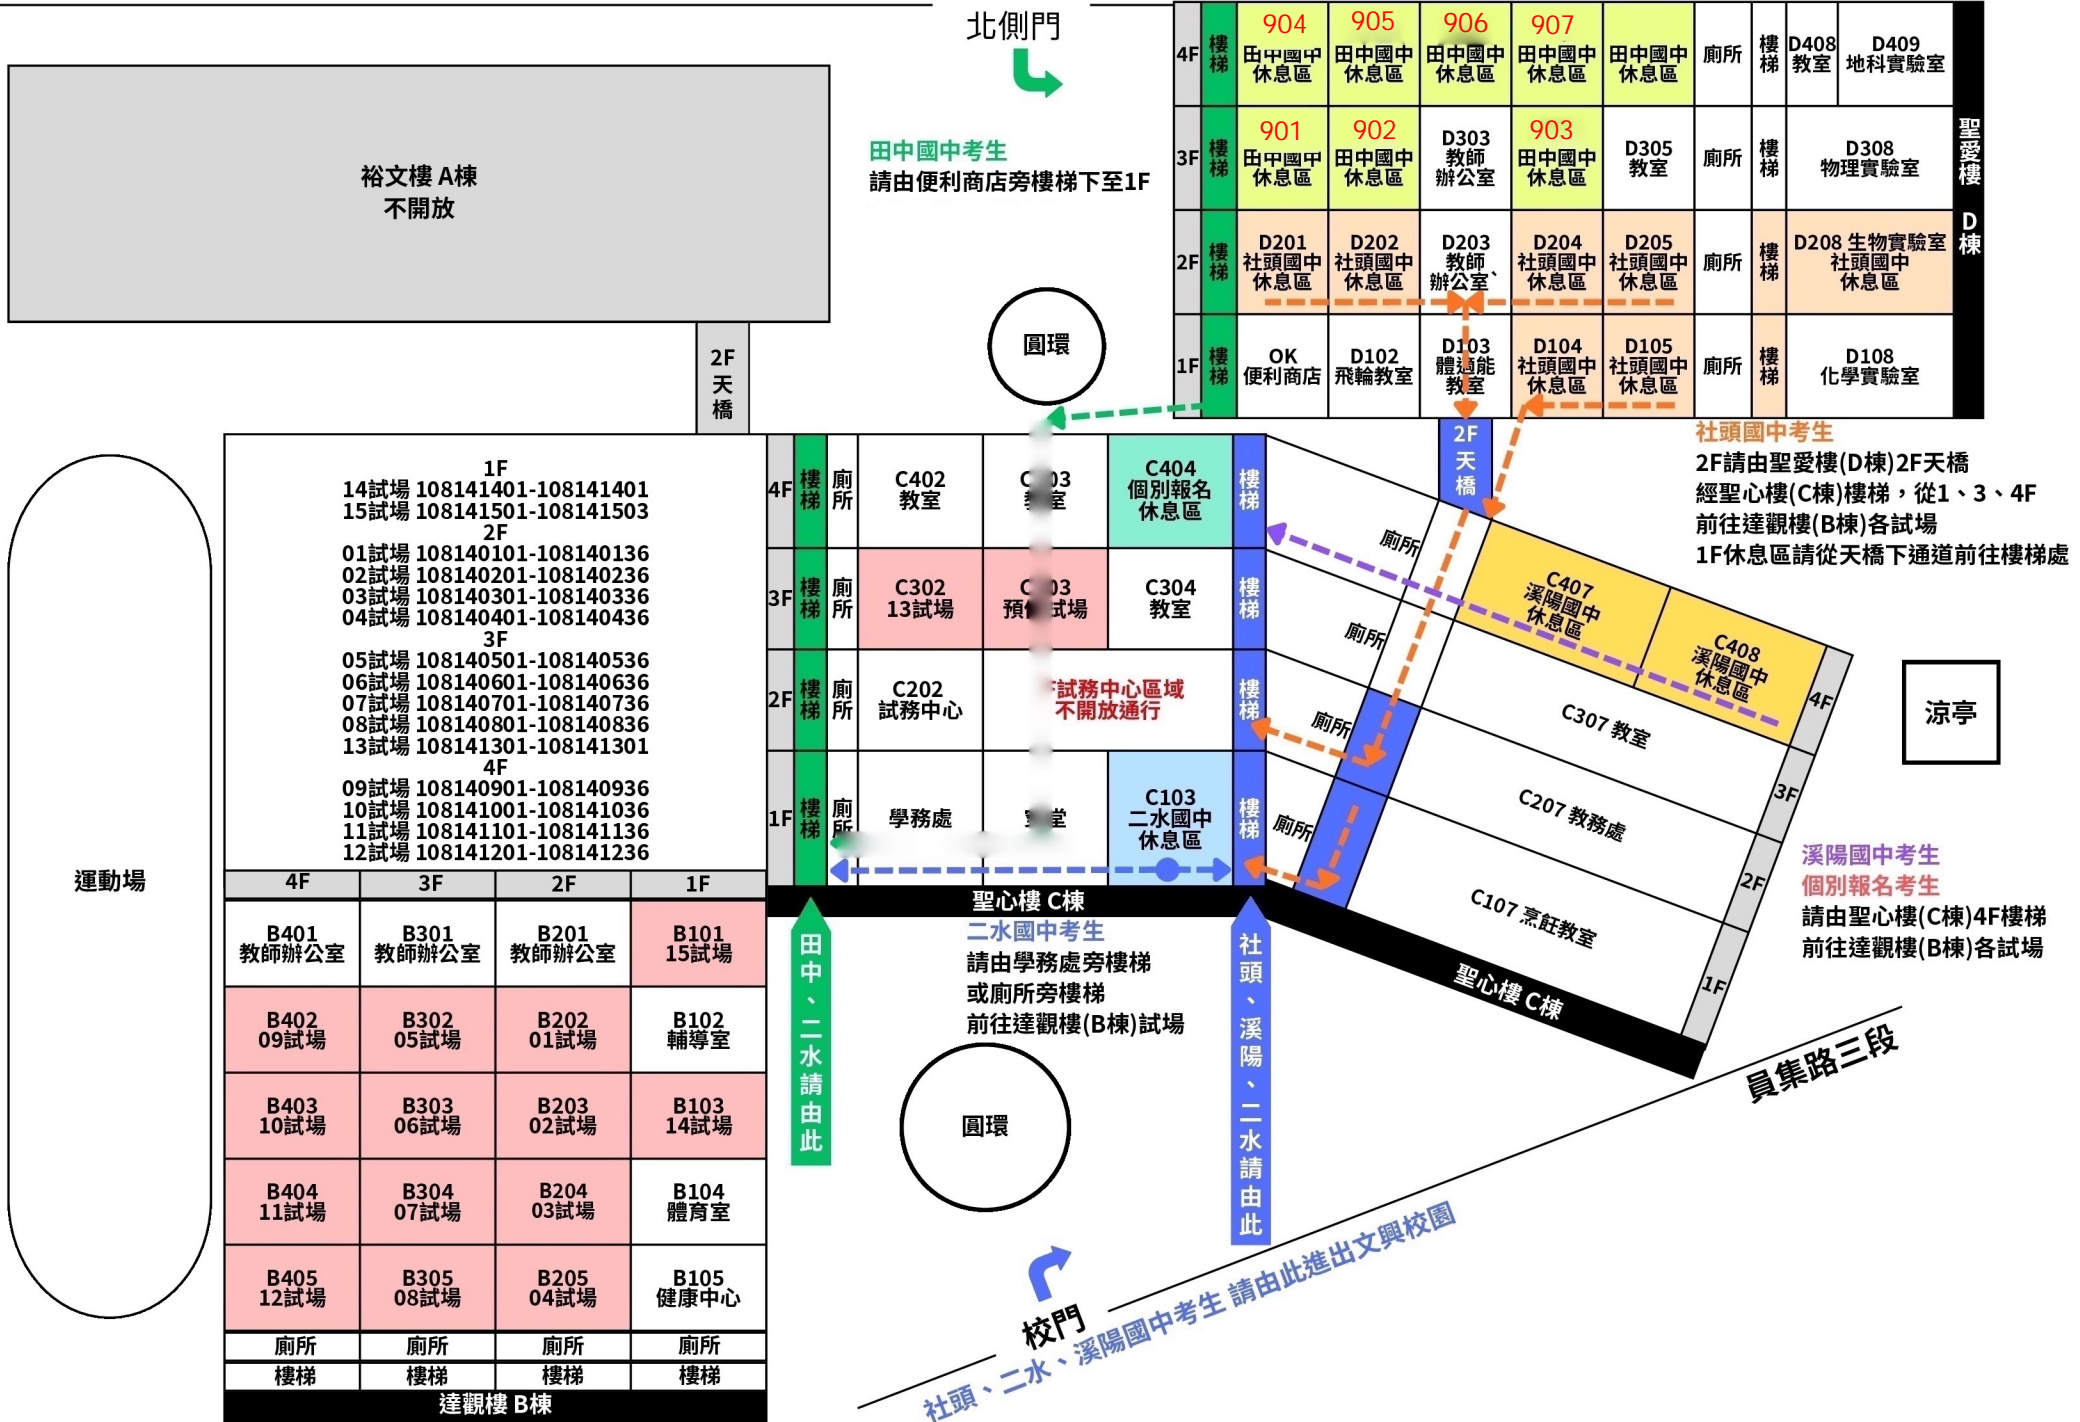 北側門
4F
樓梯
904
田中國中
休息區
905
田中國中
休息區
906
田中國中
休息區
907
田中國中
休息區
田中國中
休息區
廁所
樓梯
D408
教室
D409
地科實驗室
3F
樓梯
901
田中國中
休息區
902
田中國中
休息區
D303
教師
辦公室
903
田中國中
休息區
D305
教室
廁所
樓梯
D308
物理實驗室
2F
樓梯
D201
社頭國中
休息區
D202
社頭國中
休息區
D203
教師
辦公室、
D204
社頭國中
休息區
D205
社頭國中
休息區
廁所
樓梯
D208 生物實驗室
社頭國中
休息區
1F
樓梯
OK
便利商店
D102
飛輪教室
D103
體適能
教室
D104
社頭國中
休息區
D105
社頭國中
休息區
廁所
樓梯
D108
化學實驗室
聖愛樓 D棟
裕文樓 A棟
不開放
田中國中考生
請由便利商店旁樓梯下至1F
圓環
2F
天
橋
2F
天
橋
社頭國中考生
2F請由聖愛樓(D棟)2F天橋
經聖心樓(C棟)樓梯，從1、3、4F
前往達觀樓(B棟)各試場
1F休息區請從天橋下通道前往樓梯處
運動場
1F
14試場 108141401-108141401
15試場 108141501-108141503
2F
01試場 108140101-108140136
02試場 108140201-108140236
03試場 108140301-108140336
04試場 108140401-108140436
3F
05試場 108140501-108140536
06試場 108140601-108140636
07試場 108140701-108140736
08試場 108140801-108140836
13試場 108141301-108141301
4F
09試場 108140901-108140936
10試場 108141001-108141036
11試場 108141101-108141136
12試場 108141201-108141236
4F
樓梯
廁所
C402
教室
C404
個別報名
休息區
樓梯
3F
樓梯
廁所
C302
13試場
C304
教室
樓梯
2F
樓梯
廁所
C202
試務中心
試務中心區域
不開放通行
樓梯
1F
樓梯
廁所
學務處
C103
二水國中
休息區
樓梯
聖心樓 C棟
廁所
C407
溪陽國中
休息區
C408
溪陽國中
休息區
4F
廁所
C307 教室
3F
廁所
C207 教務處
2F
廁所
C107 烹飪教室
1F
聖心樓 C棟
涼亭
溪陽國中考生
個別報名考生
請由聖心樓(C棟)4F樓梯
前往達觀樓(B棟)各試場
4F
3F
2F
1F
B401
教師辦公室
B301
教師辦公室
B201
教師辦公室
B101
15試場
B402
09試場
B302
05試場
B202
01試場
B102
輔導室
B403
10試場
B303
06試場
B203
02試場
B103
14試場
B404
11試場
B304
07試場
B204
03試場
B104
體育室
B405
12試場
B305
08試場
B205
04試場
B105
健康中心
廁所
廁所
廁所
廁所
樓梯
樓梯
樓梯
樓梯
達觀樓 B棟
田中、二水請由此
二水國中考生
請由學務處旁樓梯
或廁所旁樓梯
前往達觀樓(B棟)試場
社頭、溪陽、二水請由此
圓環
校門
社頭、二水、溪陽國中考生 請由此進出文興校園
員集路三段